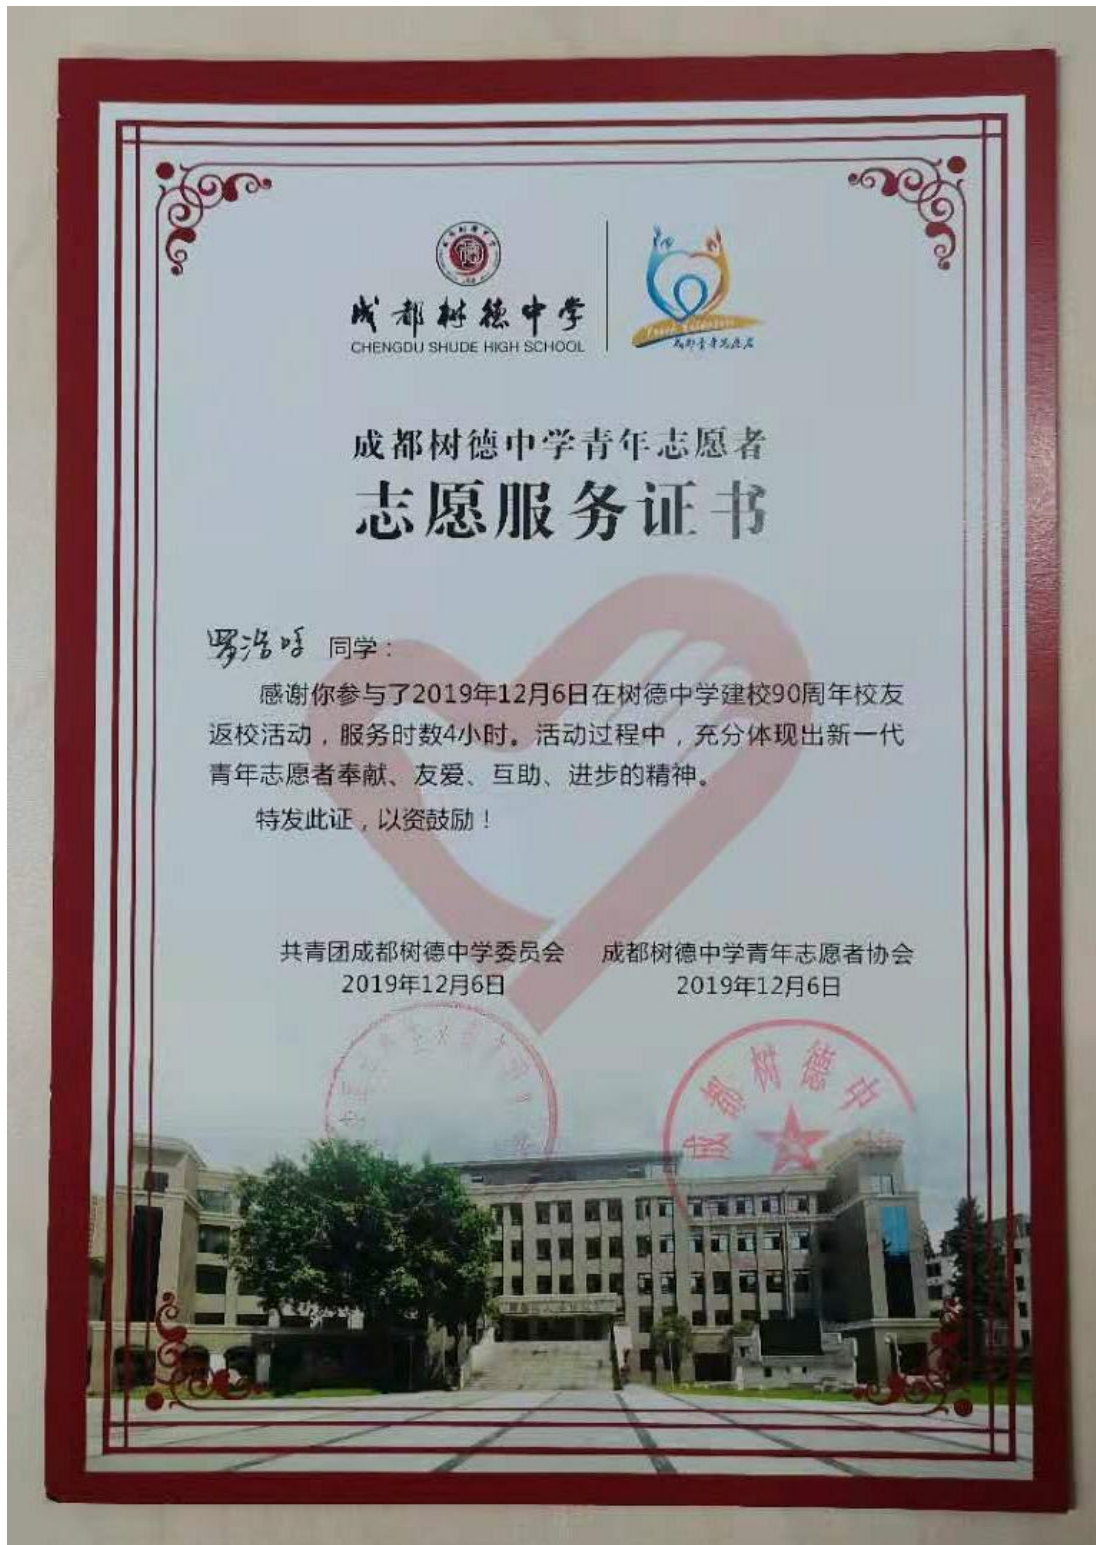 成都树德中学
CHENGDU SHUDE HIGH SCHOOL
成都青年志愿者
成都树德中学青年志愿者
志愿服务证书
罗浩 同学：
感谢你参与了2019年12月6日在树德中学建校90周年校友
返校活动，服务时数4小时。活动过程中，充分体现出新一代
青年志愿者奉献、友爱、互助、进步的精神。
特发此证，以资鼓励！
共青团成都树德中学委员会 成都树德中学青年志愿者协会
2019年12月6日 2019年12月6日
成都树德中